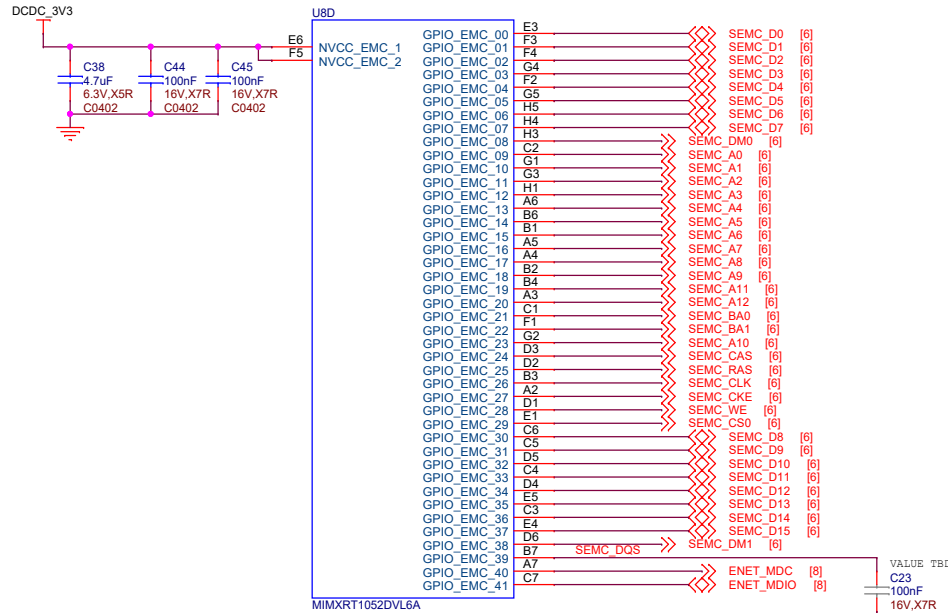 DCDC_3V3
U8D
E6 NVCC_EMC_1
F5 NVCC_EMC_2
C38
4.7uF
6.3V,X5R
C0402
C44
100nF
16V,X7R
C0402
C45
100nF
16V,X7R
C0402
GPIO_EMC_00 E3 SEMC_D0 [6]
GPIO_EMC_01 F3 SEMC_D1 [6]
GPIO_EMC_02 F4 SEMC_D2 [6]
GPIO_EMC_03 G4 SEMC_D3 [6]
GPIO_EMC_04 F2 SEMC_D4 [6]
GPIO_EMC_05 G5 SEMC_D5 [6]
GPIO_EMC_06 H5 SEMC_D6 [6]
GPIO_EMC_07 H4 SEMC_D7 [6]
GPIO_EMC_08 H3 SEMC_DM0 [6]
GPIO_EMC_09 C2 SEMC_A0 [6]
GPIO_EMC_10 G1 SEMC_A1 [6]
GPIO_EMC_11 G3 SEMC_A2 [6]
GPIO_EMC_12 H1 SEMC_A3 [6]
GPIO_EMC_13 A6 SEMC_A4 [6]
GPIO_EMC_14 B6 SEMC_A5 [6]
GPIO_EMC_15 B1 SEMC_A6 [6]
GPIO_EMC_16 A5 SEMC_A7 [6]
GPIO_EMC_17 A4 SEMC_A8 [6]
GPIO_EMC_18 B2 SEMC_A9 [6]
GPIO_EMC_19 B4 SEMC_A11 [6]
GPIO_EMC_20 A3 SEMC_A12 [6]
GPIO_EMC_21 C1 SEMC_BA0 [6]
GPIO_EMC_22 F1 SEMC_BA1 [6]
GPIO_EMC_23 G2 SEMC_A10 [6]
GPIO_EMC_24 D3 SEMC_CAS [6]
GPIO_EMC_25 D2 SEMC_RAS [6]
GPIO_EMC_26 B3 SEMC_CLK [6]
GPIO_EMC_27 A2 SEMC_CKE [6]
GPIO_EMC_28 D1 SEMC_WE [6]
GPIO_EMC_29 E1 SEMC_CS0 [6]
GPIO_EMC_30 C6 SEMC_D8 [6]
GPIO_EMC_31 C5 SEMC_D9 [6]
GPIO_EMC_32 D5 SEMC_D10 [6]
GPIO_EMC_33 C4 SEMC_D11 [6]
GPIO_EMC_34 D4 SEMC_D12 [6]
GPIO_EMC_35 E5 SEMC_D13 [6]
GPIO_EMC_36 C3 SEMC_D14 [6]
GPIO_EMC_37 E4 SEMC_D15 [6]
GPIO_EMC_38 D6 SEMC_DM1 [6]
GPIO_EMC_39 B7 SEMC_DQS
GPIO_EMC_40 A7 ENET_MDC [8]
GPIO_EMC_41 C7 ENET_MDIO [8]
VALUE TBD
C23
100nF
16V,X7R
MIMXRT1052DVL6A